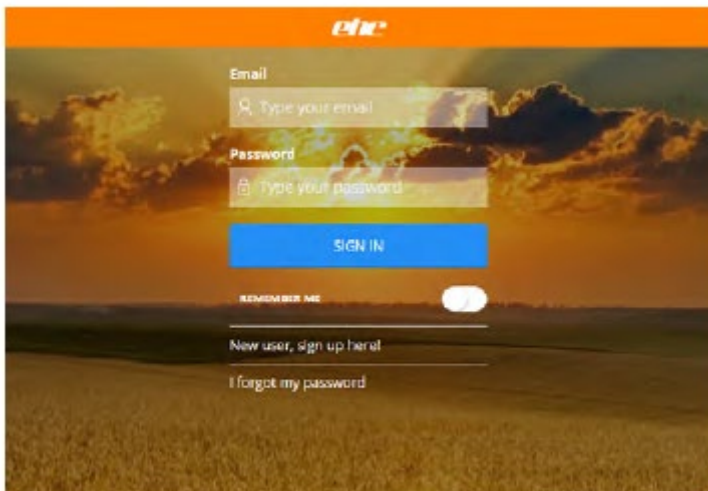 ehc
Email
Type your email
Password
Type your password
SIGN IN
REMEMBER ME
New user, sign up here!
I forgot my password